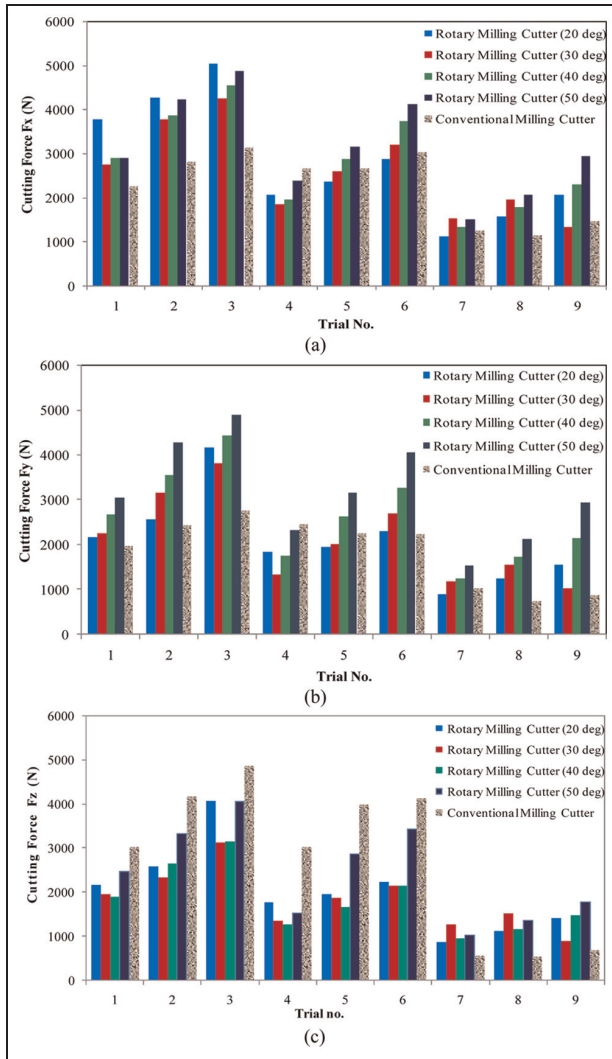 6000
5000
4000
3000
2000
1000
0
Cutting Force Fx (N)
Rotary Milling Cutter (20 deg)
Rotary Milling Cutter (30 deg)
Rotary Milling Cutter (40 deg)
Rotary Milling Cutter (50 deg)
Conventional Milling Cutter
1 2 3 4 5 6 7 8 9
Trial No.
(a)
6000
5000
4000
3000
2000
1000
0
Cutting Force Fy (N)
Rotary Milling Cutter (20 deg)
Rotary Milling Cutter (30 deg)
Rotary Milling Cutter (40 deg)
Rotary Milling Cutter (50 deg)
Conventional Milling Cutter
1 2 3 4 5 6 7 8 9
Trial No.
(b)
6000
5000
4000
3000
2000
1000
0
Cutting Force Fz (N)
Rotary Milling Cutter (20 deg)
Rotary Milling Cutter (30 deg)
Rotary Milling Cutter (40 deg)
Rotary Milling Cutter (50 deg)
Conventional Milling Cutter
1 2 3 4 5 6 7 8 9
Trial no.
(c)